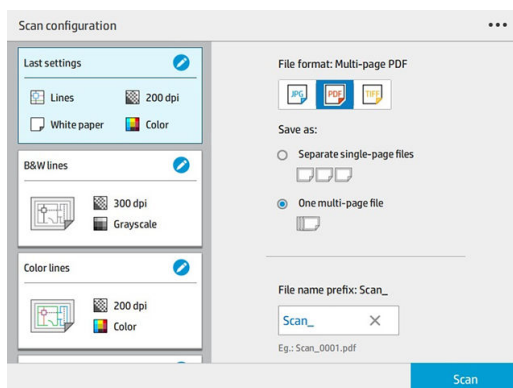 Scan configuration
Last settings
Lines
200 dpi
White paper
Color
B&W lines
300 dpi
Grayscale
Color lines
200 dpi
Color
File format: Multi-page PDF
JPG
PDF
TIFF
Save as:
Separate single-page files
One multi-page file
File name prefix: Scan_
Scan_
Eg.: Scan_0001.pdf
Scan